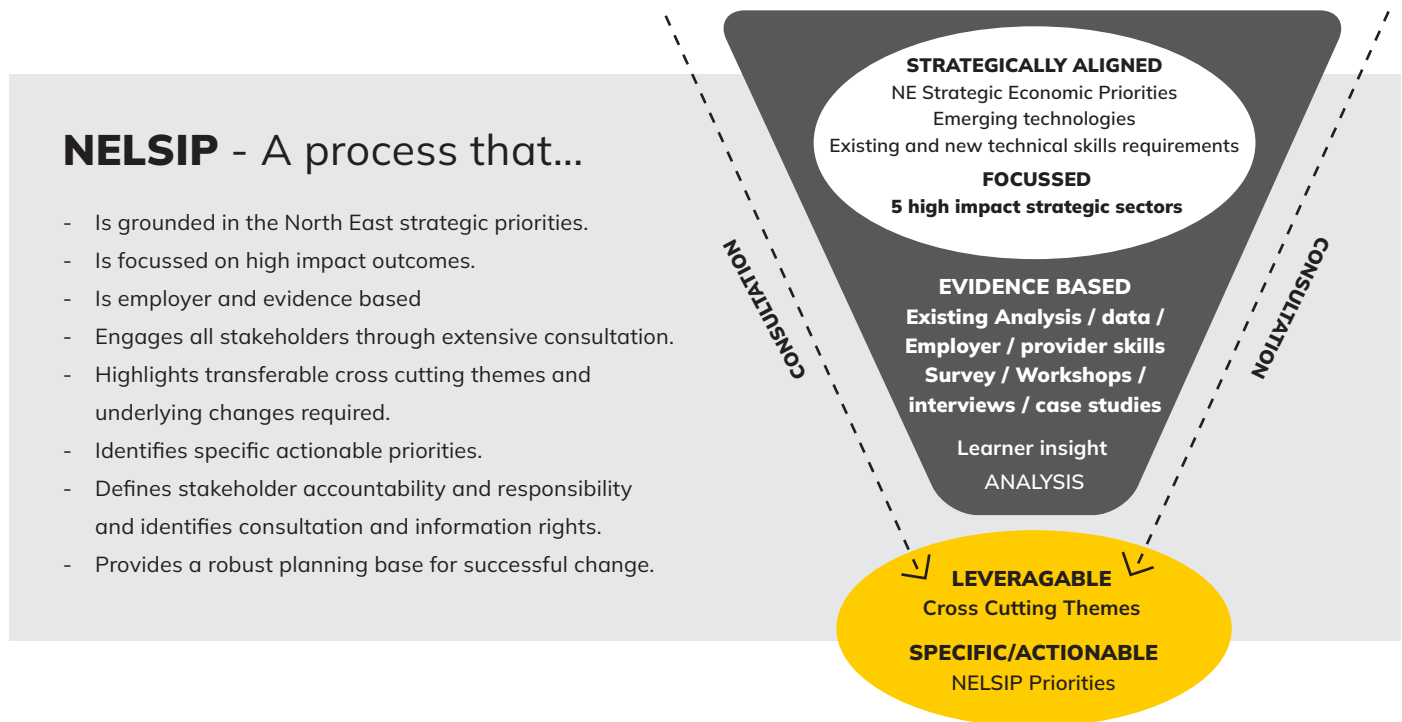 NELSIP - A process that...
- Is grounded in the North East strategic priorities.
- Is focussed on high impact outcomes.
- Is employer and evidence based
- Engages all stakeholders through extensive consultation.
- Highlights transferable cross cutting themes and
underlying changes required.
- Identifies specific actionable priorities.
- Defines stakeholder accountability and responsibility
and identifies consultation and information rights.
- Provides a robust planning base for successful change.
CONSULTATION
STRATEGICALLY ALIGNED
NE Strategic Economic Priorities
Emerging technologies
Existing and new technical skills requirements
FOCUSSED
5 high impact strategic sectors
EVIDENCE BASED
Existing Analysis / data /
Employer / provider skills
Survey / Workshops /
interviews / case studies
Learner insight
ANALYSIS
CONSULTATION
LEVERAGABLE
Cross Cutting Themes
SPECIFIC/ACTIONABLE
NELSIP Priorities